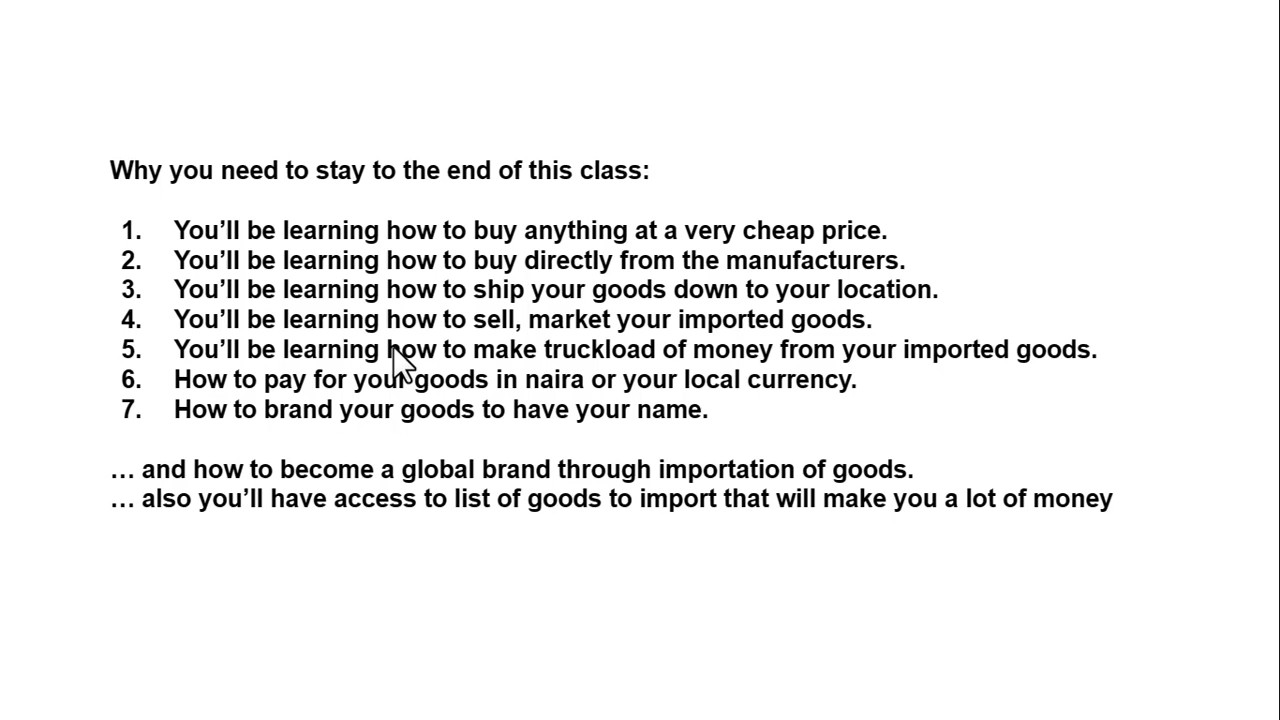 Why you need to stay to the end of this class:
1. You’ll be learning how to buy anything at a very cheap price.
2. You’ll be learning how to buy directly from the manufacturers.
3. You’ll be learning how to ship your goods down to your location.
4. You’ll be learning how to sell, market your imported goods.
5. You’ll be learning how to make truckload of money from your imported goods.
6. How to pay for your goods in naira or your local currency.
7. How to brand your goods to have your name.
… and how to become a global brand through importation of goods.
… also you’ll have access to list of goods to import that will make you a lot of money